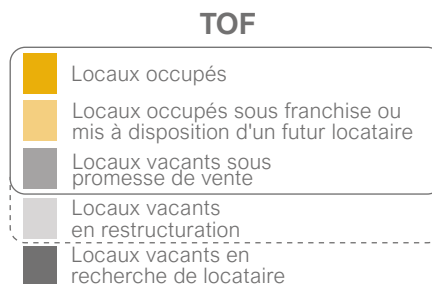 TOF
Locaux occupés
Locaux occupés sous franchise ou
mis à disposition d'un futur locataire
Locaux vacants sous
promesse de vente
Locaux vacants
en restructuration
Locaux vacants en
recherche de locataire